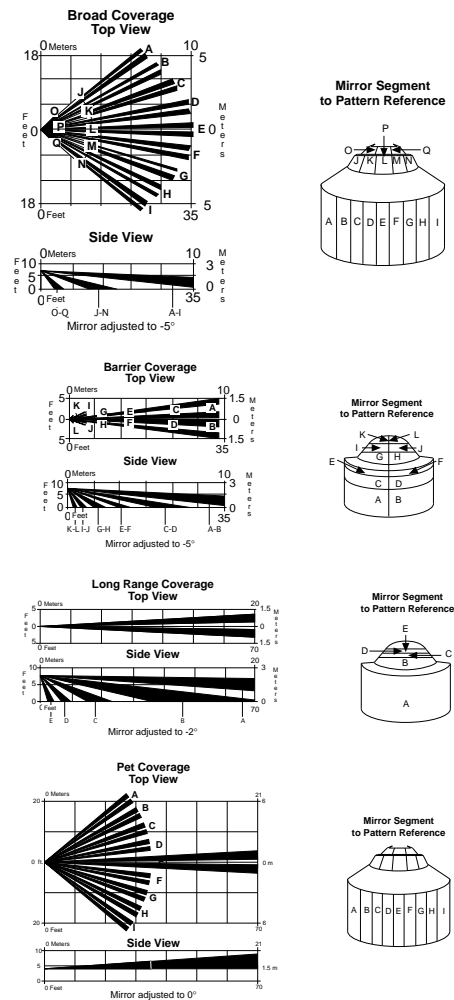 Broad Coverage
Top View
0 Meters 10
18 5
A
B
C
J
D
O K
Feet 0 P L E 0 Meters
Q M F
N
G
H
18 I 5
0 Feet 35
Side View
0 Meters 10
10 3
Feet 5 Meters
0 0
0 Feet 35
O-Q J-N A-I
Mirror adjusted to -5°
Mirror Segment
to Pattern Reference
P
O Q
J K L M N
A B C D E F G H I
Barrier Coverage
Top View
0 Meters 10
5 1.5
K I G E C A
Feet 0 0 Meters
L J H F D B
5 1.5
0 Feet 35
Side View
0 Meters 10
10 3
Feet 5 Meters
0 0
0 Feet 35
K-L I-J G-H E-F C-D A-B
Mirror adjusted to -5°
Mirror Segment
to Pattern Reference
K L
I J
E G H F
C D
A B
Long Range Coverage
Top View
0 Meters 20
5 1.5
Feet 0 0 Meters
5 1.5
0 Feet 70
Side View
0 Meters 20
10 3
Feet 5 Meters
0 0
Feet 70
E D C B A
Mirror adjusted to -2°
Mirror Segment
to Pattern Reference
E
D C
B
A
Pet Coverage
Top View
0 Meters 21
20 6
A
B
C
D
0 ft. 0 m
F
G
H
20 I 6
0 Feet 70
Side View
0 Meters 21
10
5 1.5 m
0
0 Feet 70
Mirror adjusted to 0°
Mirror Segment
to Pattern Reference
A B C D E F G H I